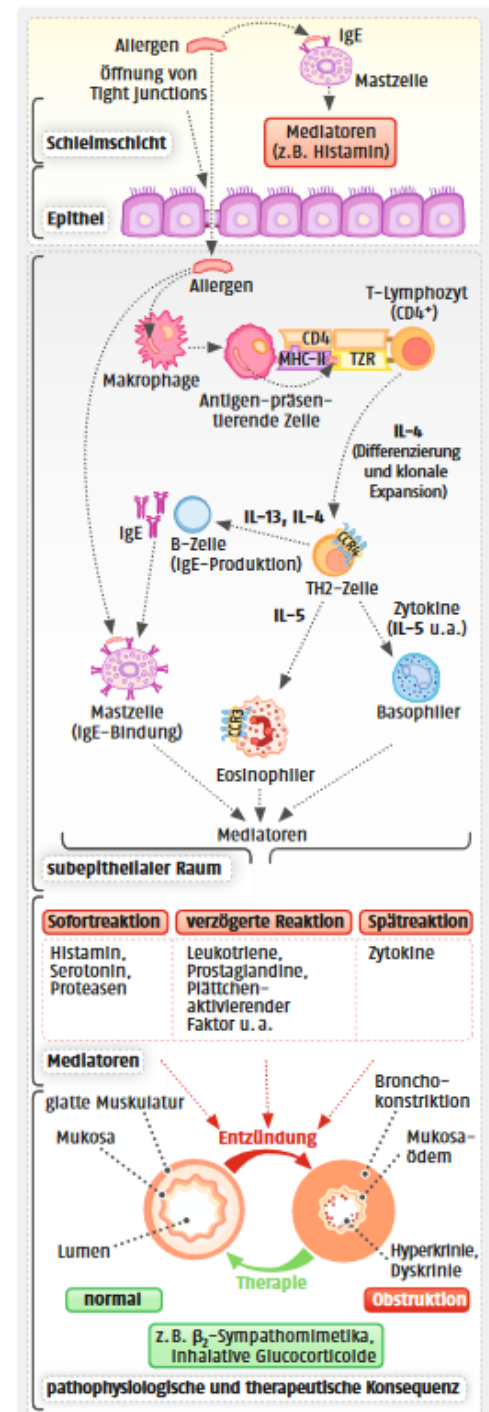 Allergen
IgE
Mastzelle
Öffnung von
Tight Junctions
Mediatoren
(z.B. Histamin)
Schleimschicht
Epithel
Allergen
T-Lymphozyt
(CD4⁺)
CD4
MHC-II
TZR
Makrophage
Antigen-präsen-
tierende Zelle
IL-4
(Differenzierung
und klonale
Expansion)
IL-13, IL-4
IgE
B-Zelle
(IgE-Produktion)
CCR4
TH2-Zelle
IL-5
Zytokine
(IL-5 u.a.)
Mastzelle
(IgE-Bindung)
CCR3
Eosinophiler
Basophiler
Mediatoren
subepithelialer Raum
Sofortreaktion
verzögerte Reaktion
Spätreaktion
Histamin,
Serotonin,
Proteasen
Leukotriene,
Prostaglandine,
Plättchen-
aktivierender
Faktor u. a.
Zytokine
Mediatoren
glatte Muskulatur
Mukosa
Lumen
Entzündung
Therapie
Broncho-
konstriktion
Mukosa-
ödem
Hyperkrinie,
Dyskrinie
normal
Obstruktion
z. B. β₂-Sympathomimetika,
inhalative Glucocorticoide
pathophysiologische und therapeutische Konsequenz